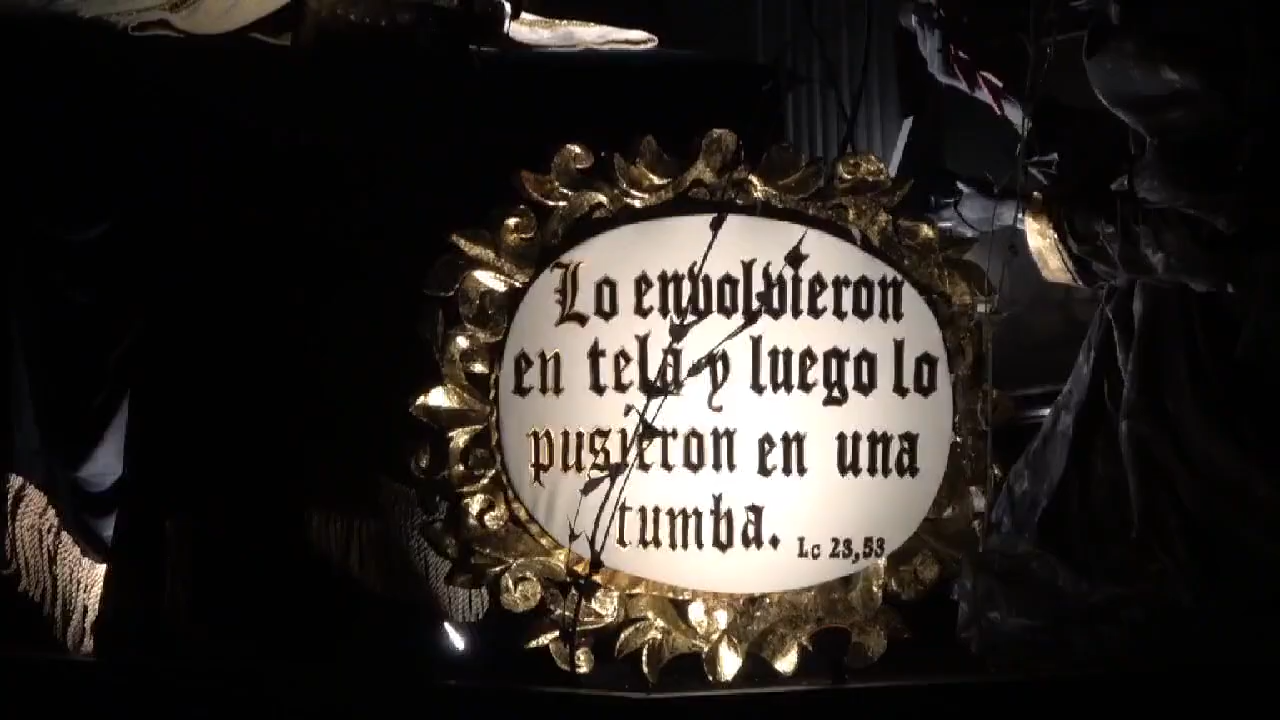 Lo envolvieron
en tela y luego lo
pusieron en una
tumba. Lc 23,53